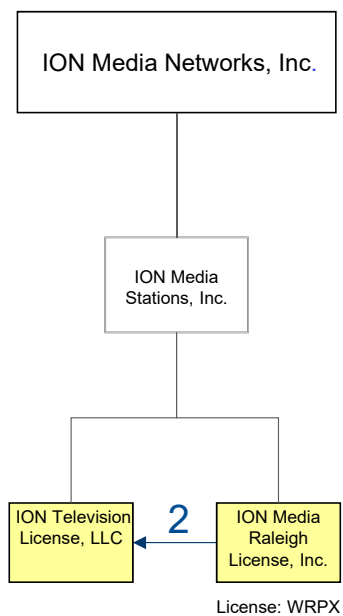 ION Media Networks, Inc.
ION Media
Stations, Inc.
ION Television
License, LLC
2
ION Media
Raleigh
License, Inc.
License: WRPX